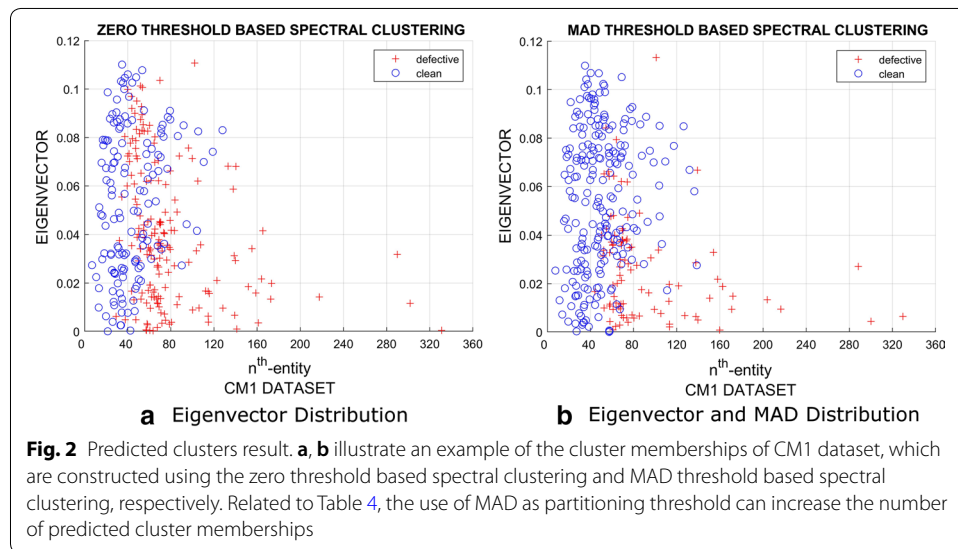 ZERO THRESHOLD BASED SPECTRAL CLUSTERING
0.12
0.1
0.08
0.06
0.04
0.02
0
EIGENVECTOR
defective
clean
40 80 120 160 200 240 280 320 360
nth-entity
CM1 DATASET
a Eigenvector Distribution
MAD THRESHOLD BASED SPECTRAL CLUSTERING
0.12
0.1
0.08
0.06
0.04
0.02
0
EIGENVECTOR
defective
clean
40 80 120 160 200 240 280 320 360
nth-entity
CM1 DATASET
b Eigenvector and MAD Distribution
Fig. 2 Predicted clusters result. a, b illustrate an example of the cluster memberships of CM1 dataset, which
are constructed using the zero threshold based spectral clustering and MAD threshold based spectral
clustering, respectively. Related to Table 4, the use of MAD as partitioning threshold can increase the number
of predicted cluster memberships